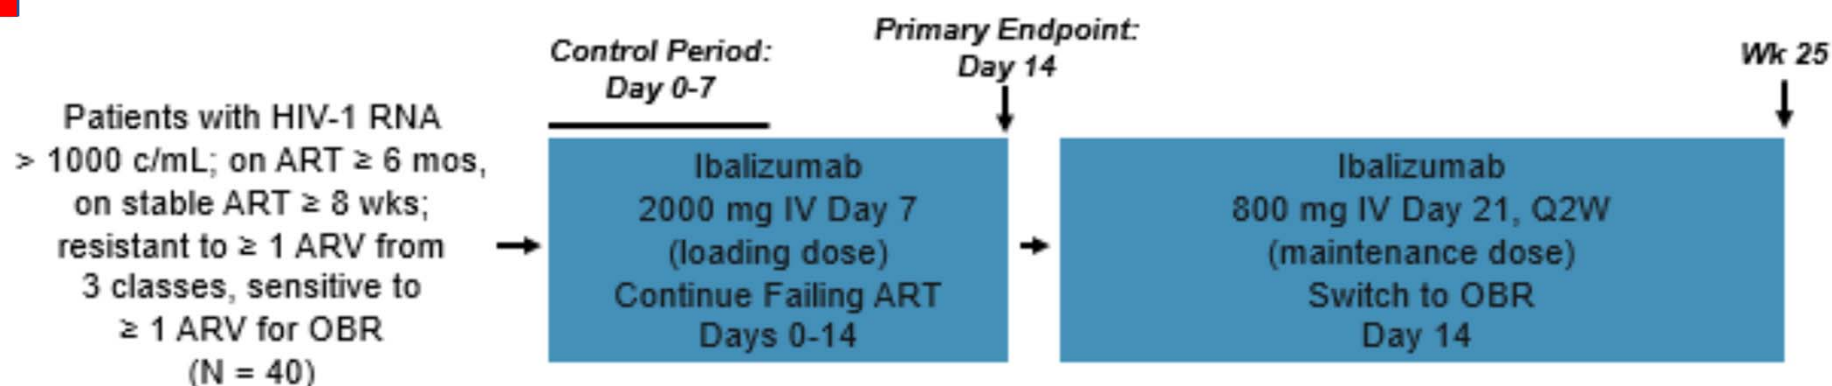 Patients with HIV-1 RNA
> 1000 c/mL; on ART ≥ 6 mos,
on stable ART ≥ 8 wks;
resistant to ≥ 1 ARV from
3 classes, sensitive to
≥ 1 ARV for OBR
(N = 40)
Control Period:
Day 0-7
Primary Endpoint:
Day 14
Ibalizumab
2000 mg IV Day 7
(loading dose)
Continue Failing ART
Days 0-14
Wk 25
Ibalizumab
800 mg IV Day 21, Q2W
(maintenance dose)
Switch to OBR
Day 14